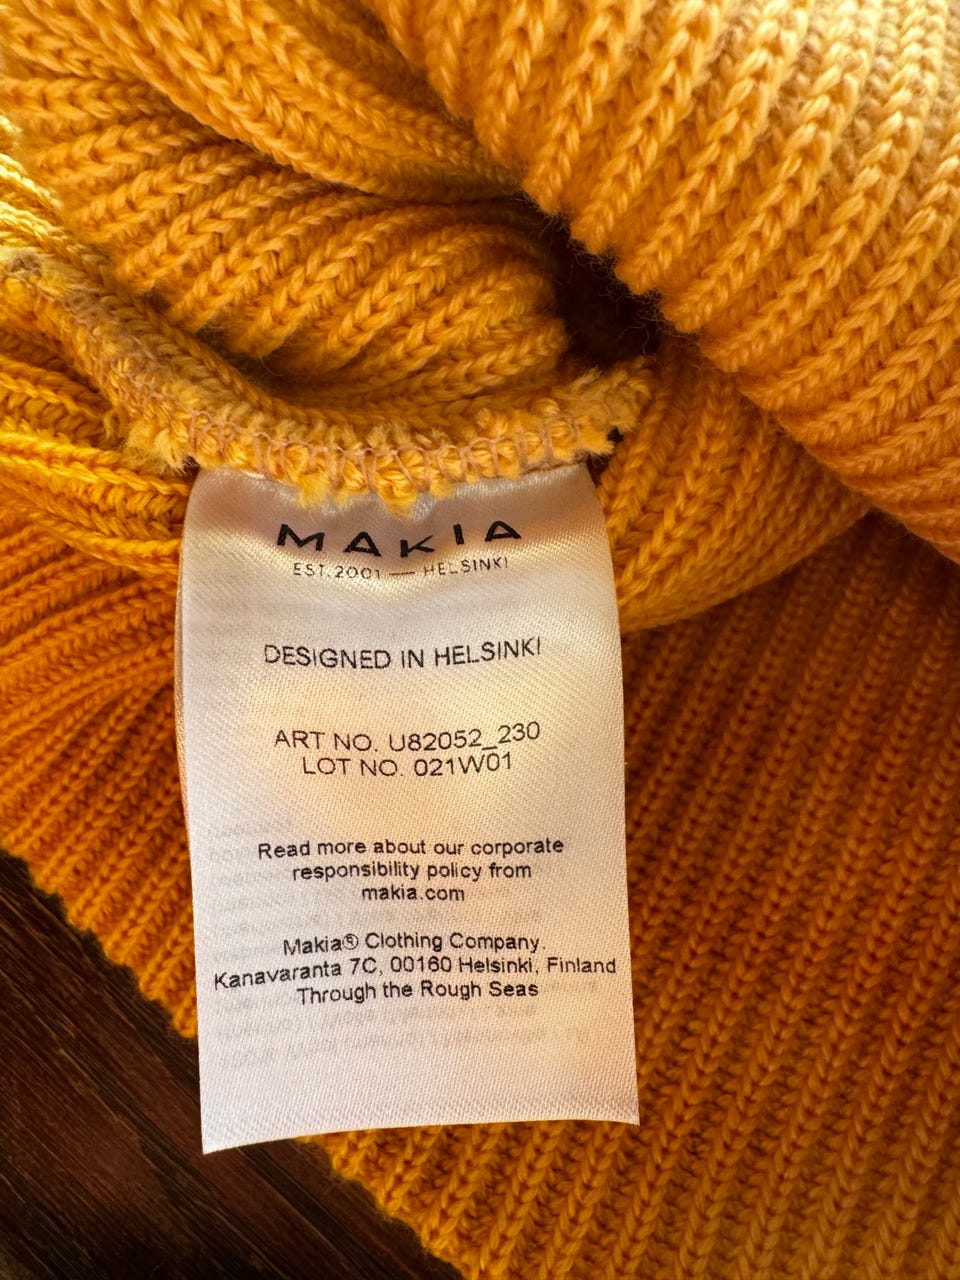 MAKIA
EST.2001 — HELSINKI
DESIGNED IN HELSINKI
ART NO. U82052_230
LOT NO. 021W01
Read more about our corporate
responsibility policy from
makia.com
Makia® Clothing Company.
Kanavaranta 7C, 00160 Helsinki, Finland
Through the Rough Seas